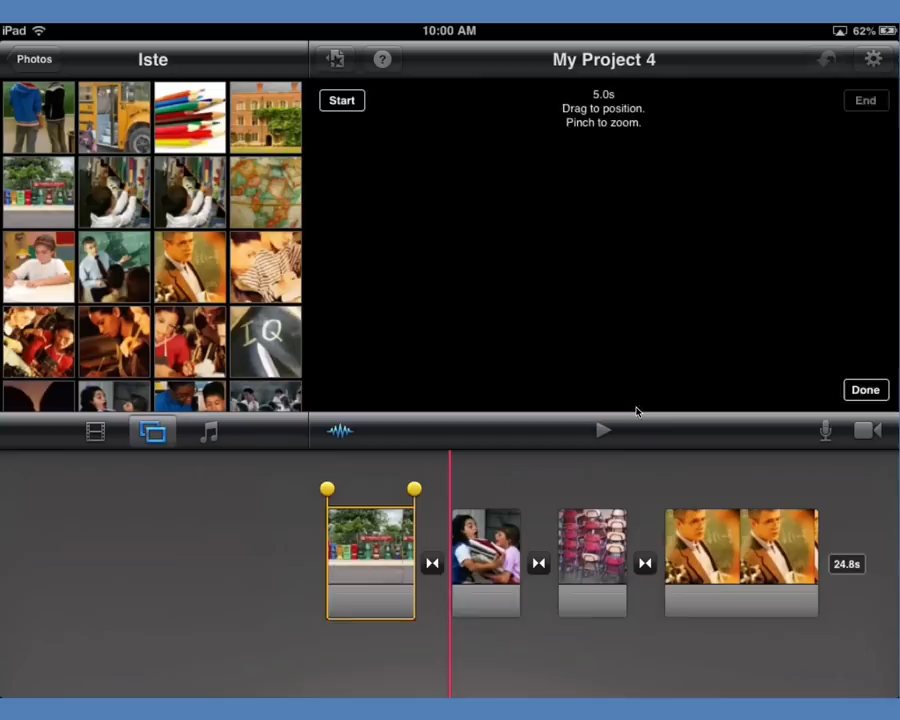 iPad
10:00 AM
62%
Photos
Iste
?
My Project 4
Start
5.0s
Drag to position.
Pinch to zoom.
End
IQ
Done
24.8s